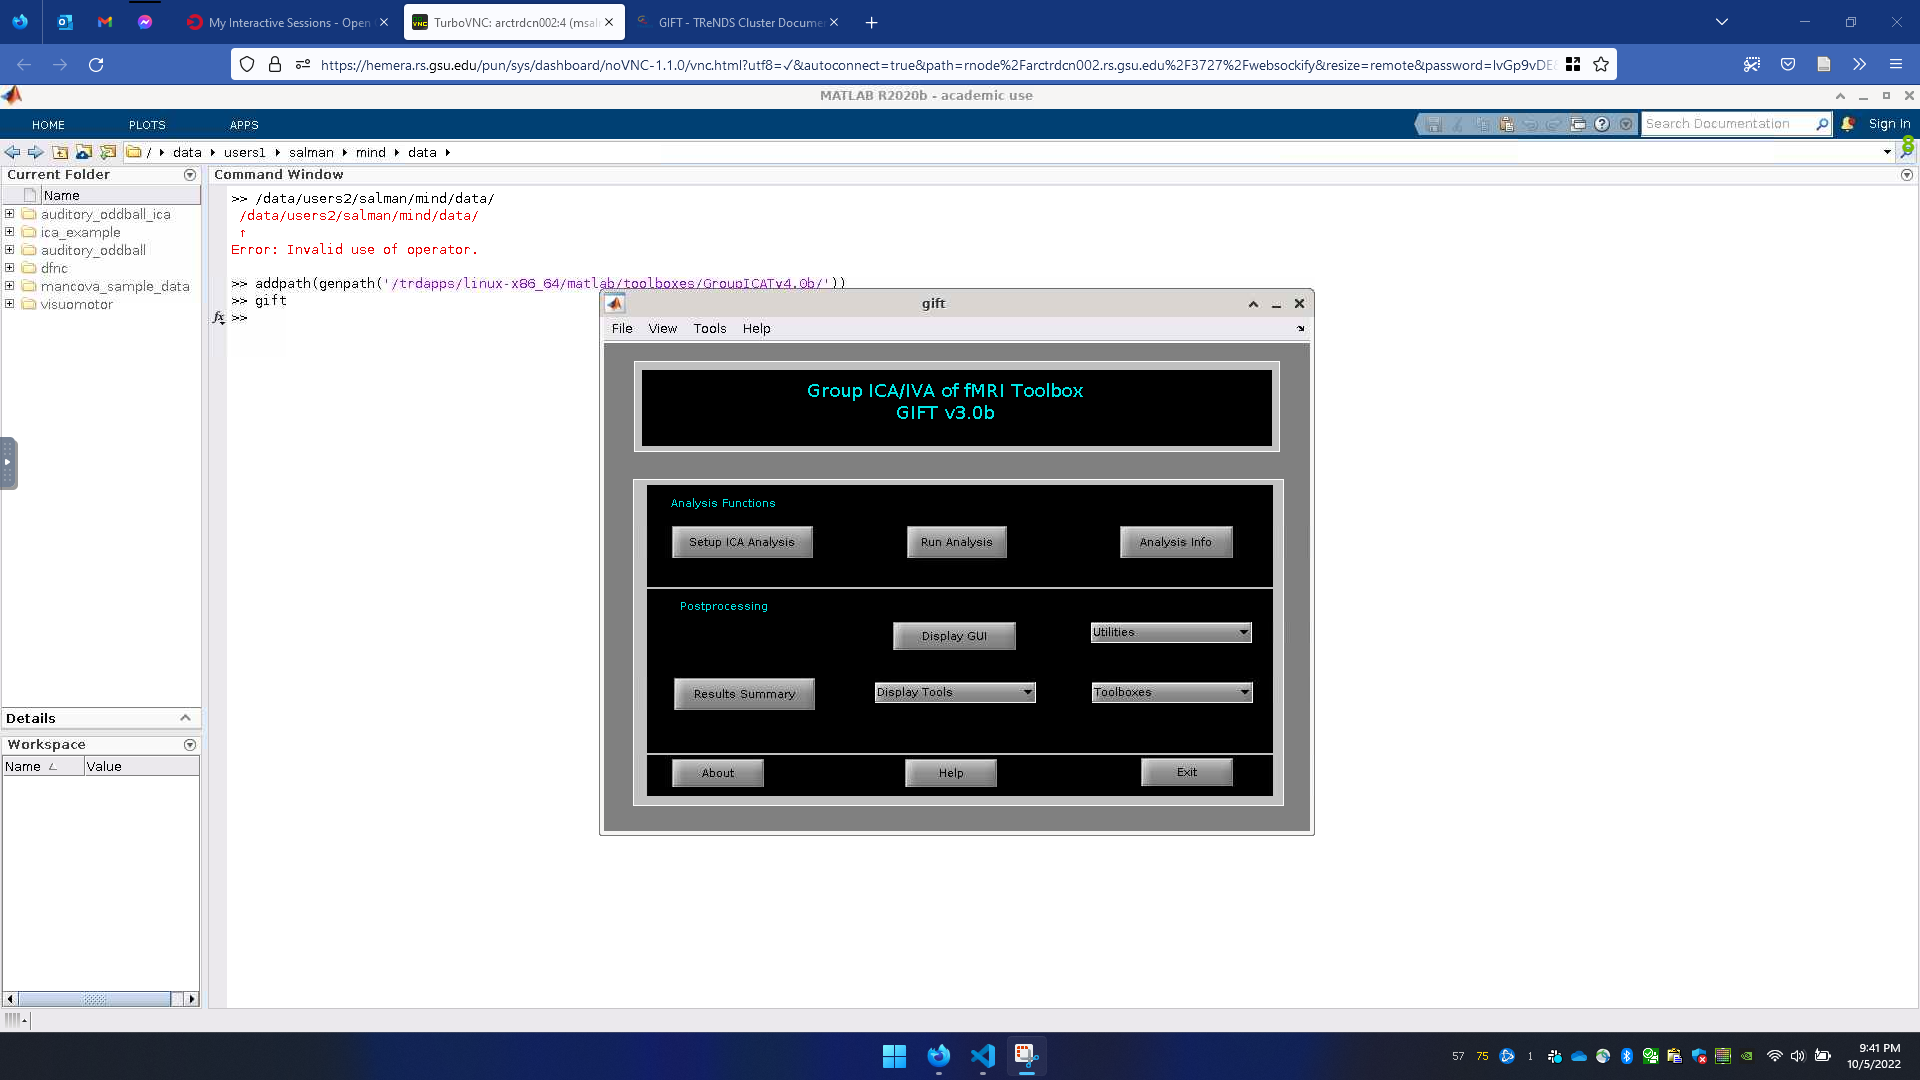 My Interactive Sessions - Open
TurboVNC: arctrdcn002:4 (msal
GIFT - TReNDS Cluster Docume
https://hemera.rs.gsu.edu/pun/sys/dashboard/noVNC-1.1.0/vnc.html?utf8=✓&autoconnect=true&path=rnode%2Farctrdcn002.rs.gsu.edu%2F3727%2Fwebsockify&resize=remote&password=lvGp9vDE
MATLAB R2020b - academic use
HOME PLOTS APPS
Search Documentation
Sign In
/ data users1 salman mind data
8
Current Folder
Name
auditory_oddball_ica
ica_example
auditory_oddball
dfnc
mancova_sample_data
visuomotor
Details
Workspace
Name Value
Command Window
>> /data/users2/salman/mind/data/
/data/users2/salman/mind/data/
↑
Error: Invalid use of operator.
>> addpath(genpath('/trdapps/linux-x86_64/matlab/toolboxes/GroupICATv4.0b/'))
>> gift
fx >>
gift
File View Tools Help
Group ICA/IVA of fMRI Toolbox
GIFT v3.0b
Analysis Functions
Setup ICA Analysis Run Analysis Analysis Info
Postprocessing
Display GUI Utilities
Results Summary Display Tools Toolboxes
About Help Exit
57 75 1
9:41 PM
10/5/2022